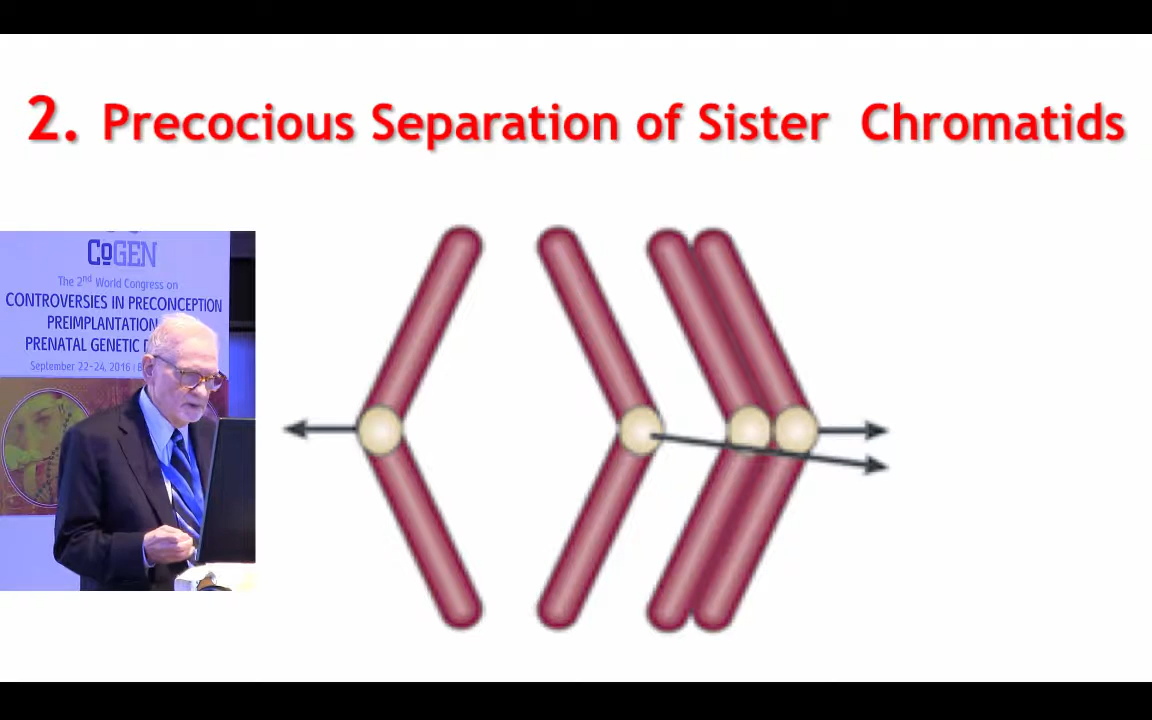 2. Precocious Separation of Sister Chromatids
CoGEN
The 2nd World Congress on
CONTROVERSIES IN PRECONCEPTION
PREIMPLANTATION
PRENATAL GENETIC
September 22-24, 2016